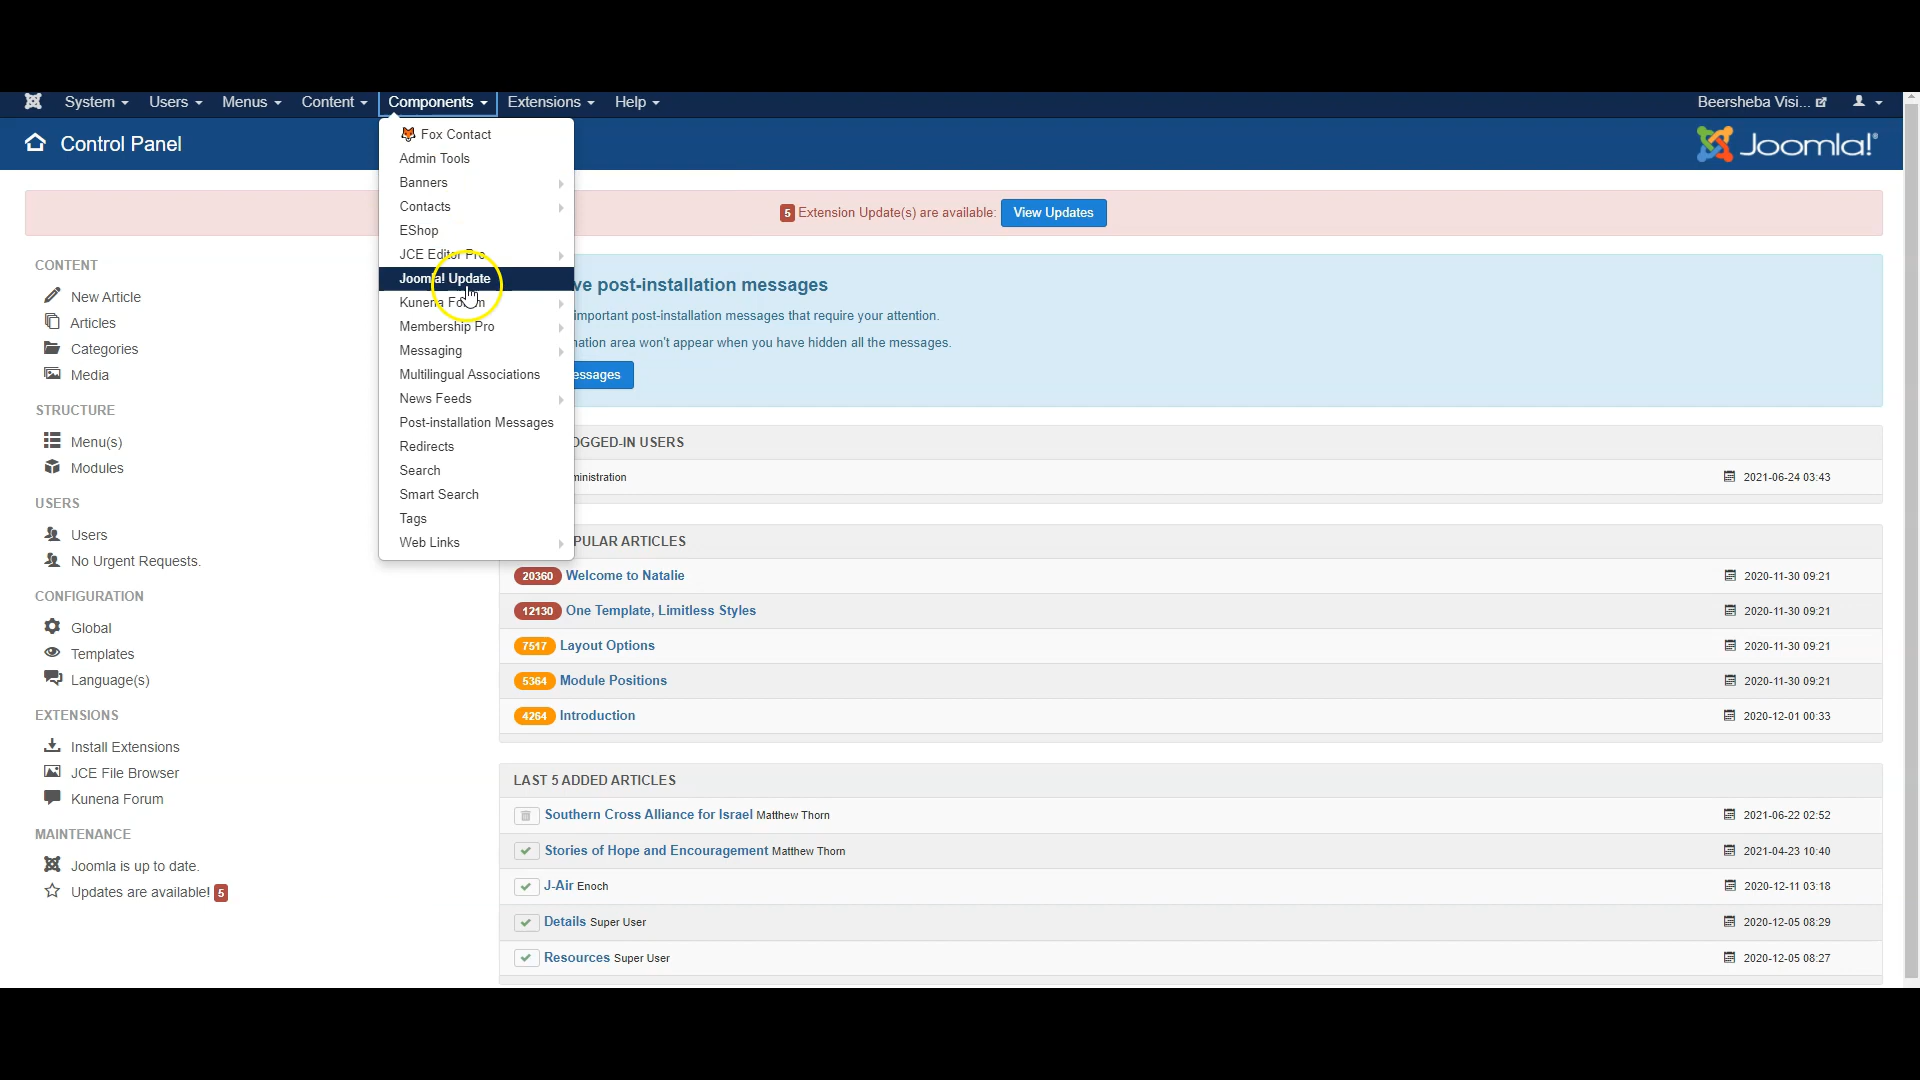 System Users Menus Content Components Extensions Help Beersheba Visi...
Control Panel
Joomla!®
Fox Contact
Admin Tools
Banners
Contacts
EShop
JCE Editor Pro
Joomla! Update
Kunena Forum
Membership Pro
Messaging
Multilingual Associations
News Feeds
Post-installation Messages
Redirects
Search
Smart Search
Tags
Web Links
5 Extension Update(s) are available: View Updates
CONTENT
New Article
Articles
Categories
Media
STRUCTURE
Menu(s)
Modules
USERS
Users
No Urgent Requests.
CONFIGURATION
Global
Templates
Language(s)
EXTENSIONS
Install Extensions
JCE File Browser
Kunena Forum
MAINTENANCE
Joomla is up to date.
Updates are available! 5
ve post-installation messages
important post-installation messages that require your attention.
nation area won't appear when you have hidden all the messages.
essages
OGGED-IN USERS
ministration 2021-06-24 03:43
PULAR ARTICLES
20360 Welcome to Natalie 2020-11-30 09:21
12130 One Template, Limitless Styles 2020-11-30 09:21
7517 Layout Options 2020-11-30 09:21
5364 Module Positions 2020-11-30 09:21
4264 Introduction 2020-12-01 00:33
LAST 5 ADDED ARTICLES
Southern Cross Alliance for Israel Matthew Thorn 2021-06-22 02:52
Stories of Hope and Encouragement Matthew Thorn 2021-04-23 10:40
J-Air Enoch 2020-12-11 03:18
Details Super User 2020-12-05 08:29
Resources Super User 2020-12-05 08:27